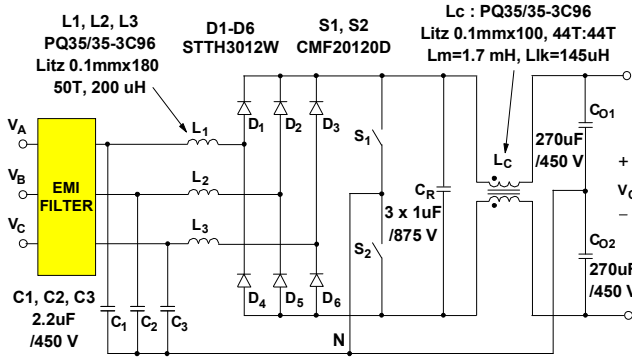 L1, L2, L3
PQ35/35-3C96
Litz 0.1mmx180
50T, 200 uH
D1-D6
STTH3012W
S1, S2
CMF20120D
Lc : PQ35/35-3C96
Litz 0.1mmx100, 44T:44T
Lm=1.7 mH, Llk=145uH
VA
VB
VC
EMI
FILTER
L1
L2
L3
D1
D2
D3
D4
D5
D6
S1
S2
CR
3 x 1uF
/875 V
LC
CO1
270uF
/450 V
+
VO
–
CO2
270uF
/450 V
C1, C2, C3
2.2uF
/450 V
C1
C2
C3
N